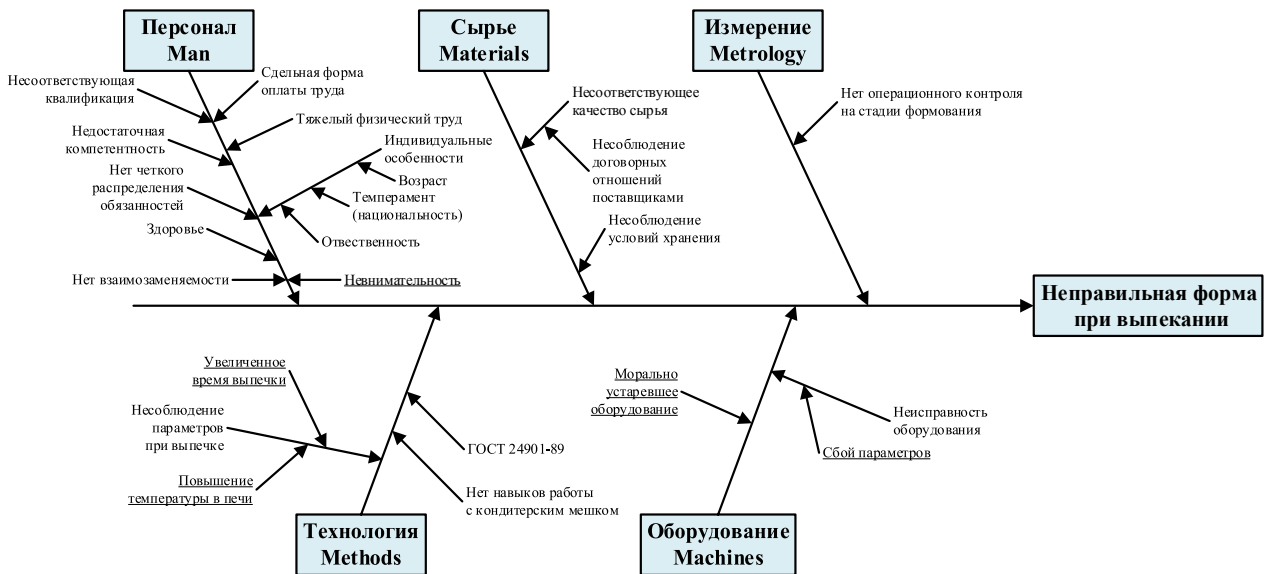 Персонал
Man
Сырье
Materials
Измерение
Metrology
Несоответствующая
квалификация
Сдельная форма
оплаты труда
Тяжелый физический труд
Недостаточная
компетентность
Индивидуальные
особенности
Возраст
Темперамент
(национальность)
Отвественность
Нет четкого
распределения
обязанностей
Здоровье
Нет взаимозаменяемости
Невнимательность
Несоответствующее
качество сырья
Несоблюдение
договорных
отношений
поставщиками
Несоблюдение
условий хранения
Нет операционного контроля
на стадии формования
Неправильная форма
при выпекании
Увеличенное
время выпечки
Несоблюдение
параметров
при выпечке
Повышение
температуры в печи
ГОСТ 24901-89
Нет навыков работы
с кондитерским мешком
Морально
устаревшее
оборудование
Неисправность
оборудования
Сбой параметров
Технология
Methods
Оборудование
Machines